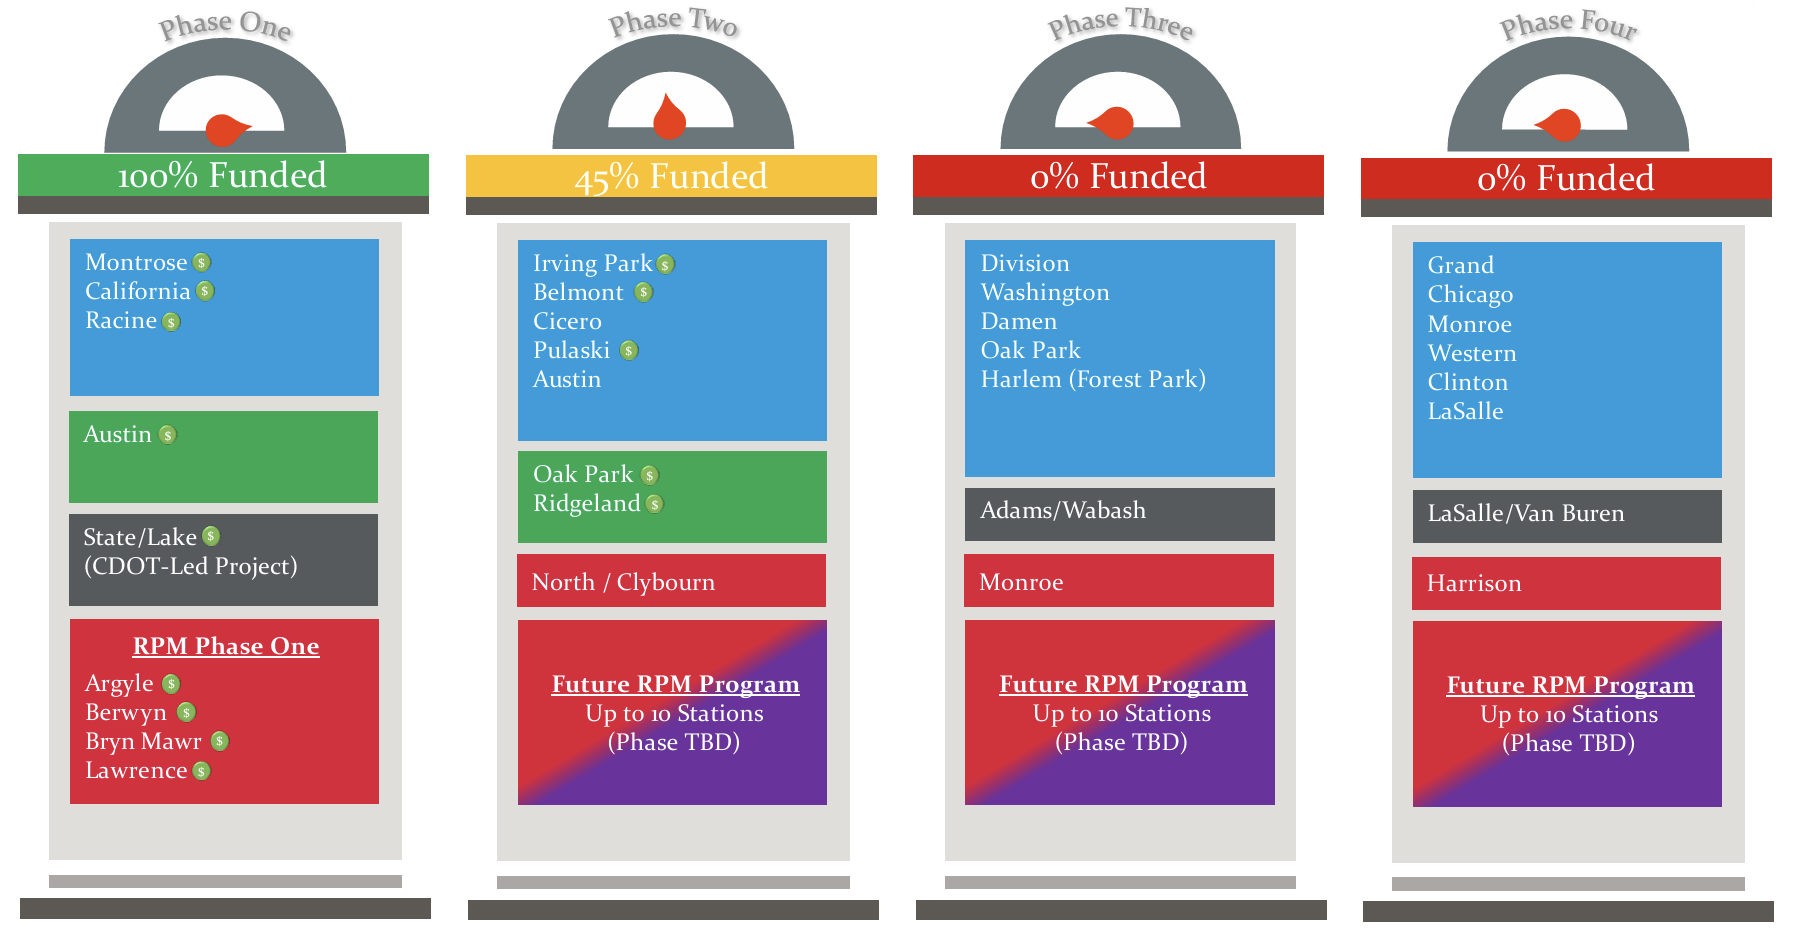 Phase One
100% Funded
Montrose $
California $
Racine $
Austin $
State/Lake $
(CDOT-Led Project)
RPM Phase One
Argyle $
Berwyn $
Bryn Mawr $
Lawrence $
Phase Two
45% Funded
Irving Park $
Belmont $
Cicero
Pulaski $
Austin
Oak Park $
Ridgeland $
North / Clybourn
Future RPM Program
Up to 10 Stations
(Phase TBD)
Phase Three
0% Funded
Division
Washington
Damen
Oak Park
Harlem (Forest Park)
Adams/Wabash
Monroe
Future RPM Program
Up to 10 Stations
(Phase TBD)
Phase Four
0% Funded
Grand
Chicago
Monroe
Western
Clinton
LaSalle
LaSalle/Van Buren
Harrison
Future RPM Program
Up to 10 Stations
(Phase TBD)